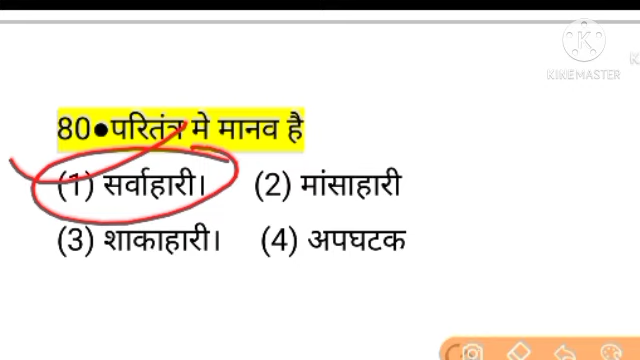 KINEMASTER
80●परितंत्र मे मानव है
(1) सर्वाहारी। (2) मांसाहारी
(3) शाकाहारी। (4) अपघटक